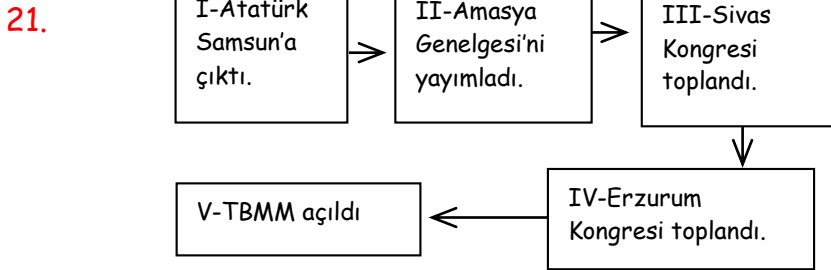 21.
I-Atatürk
Samsun'a
çıktı.
II-Amasya
Genelgesi'ni
yayımladı.
III-Sivas
Kongresi
toplandı.
IV-Erzurum
Kongresi toplandı.
V-TBMM açıldı